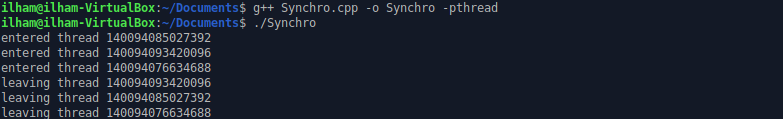 ilham@ilham-VirtualBox:~/Documents$ g++ Synchro.cpp -o Synchro -pthread
ilham@ilham-VirtualBox:~/Documents$ ./Synchro
entered thread 140094085027392
entered thread 140094093420096
entered thread 140094076634688
leaving thread 140094093420096
leaving thread 140094085027392
leaving thread 140094076634688